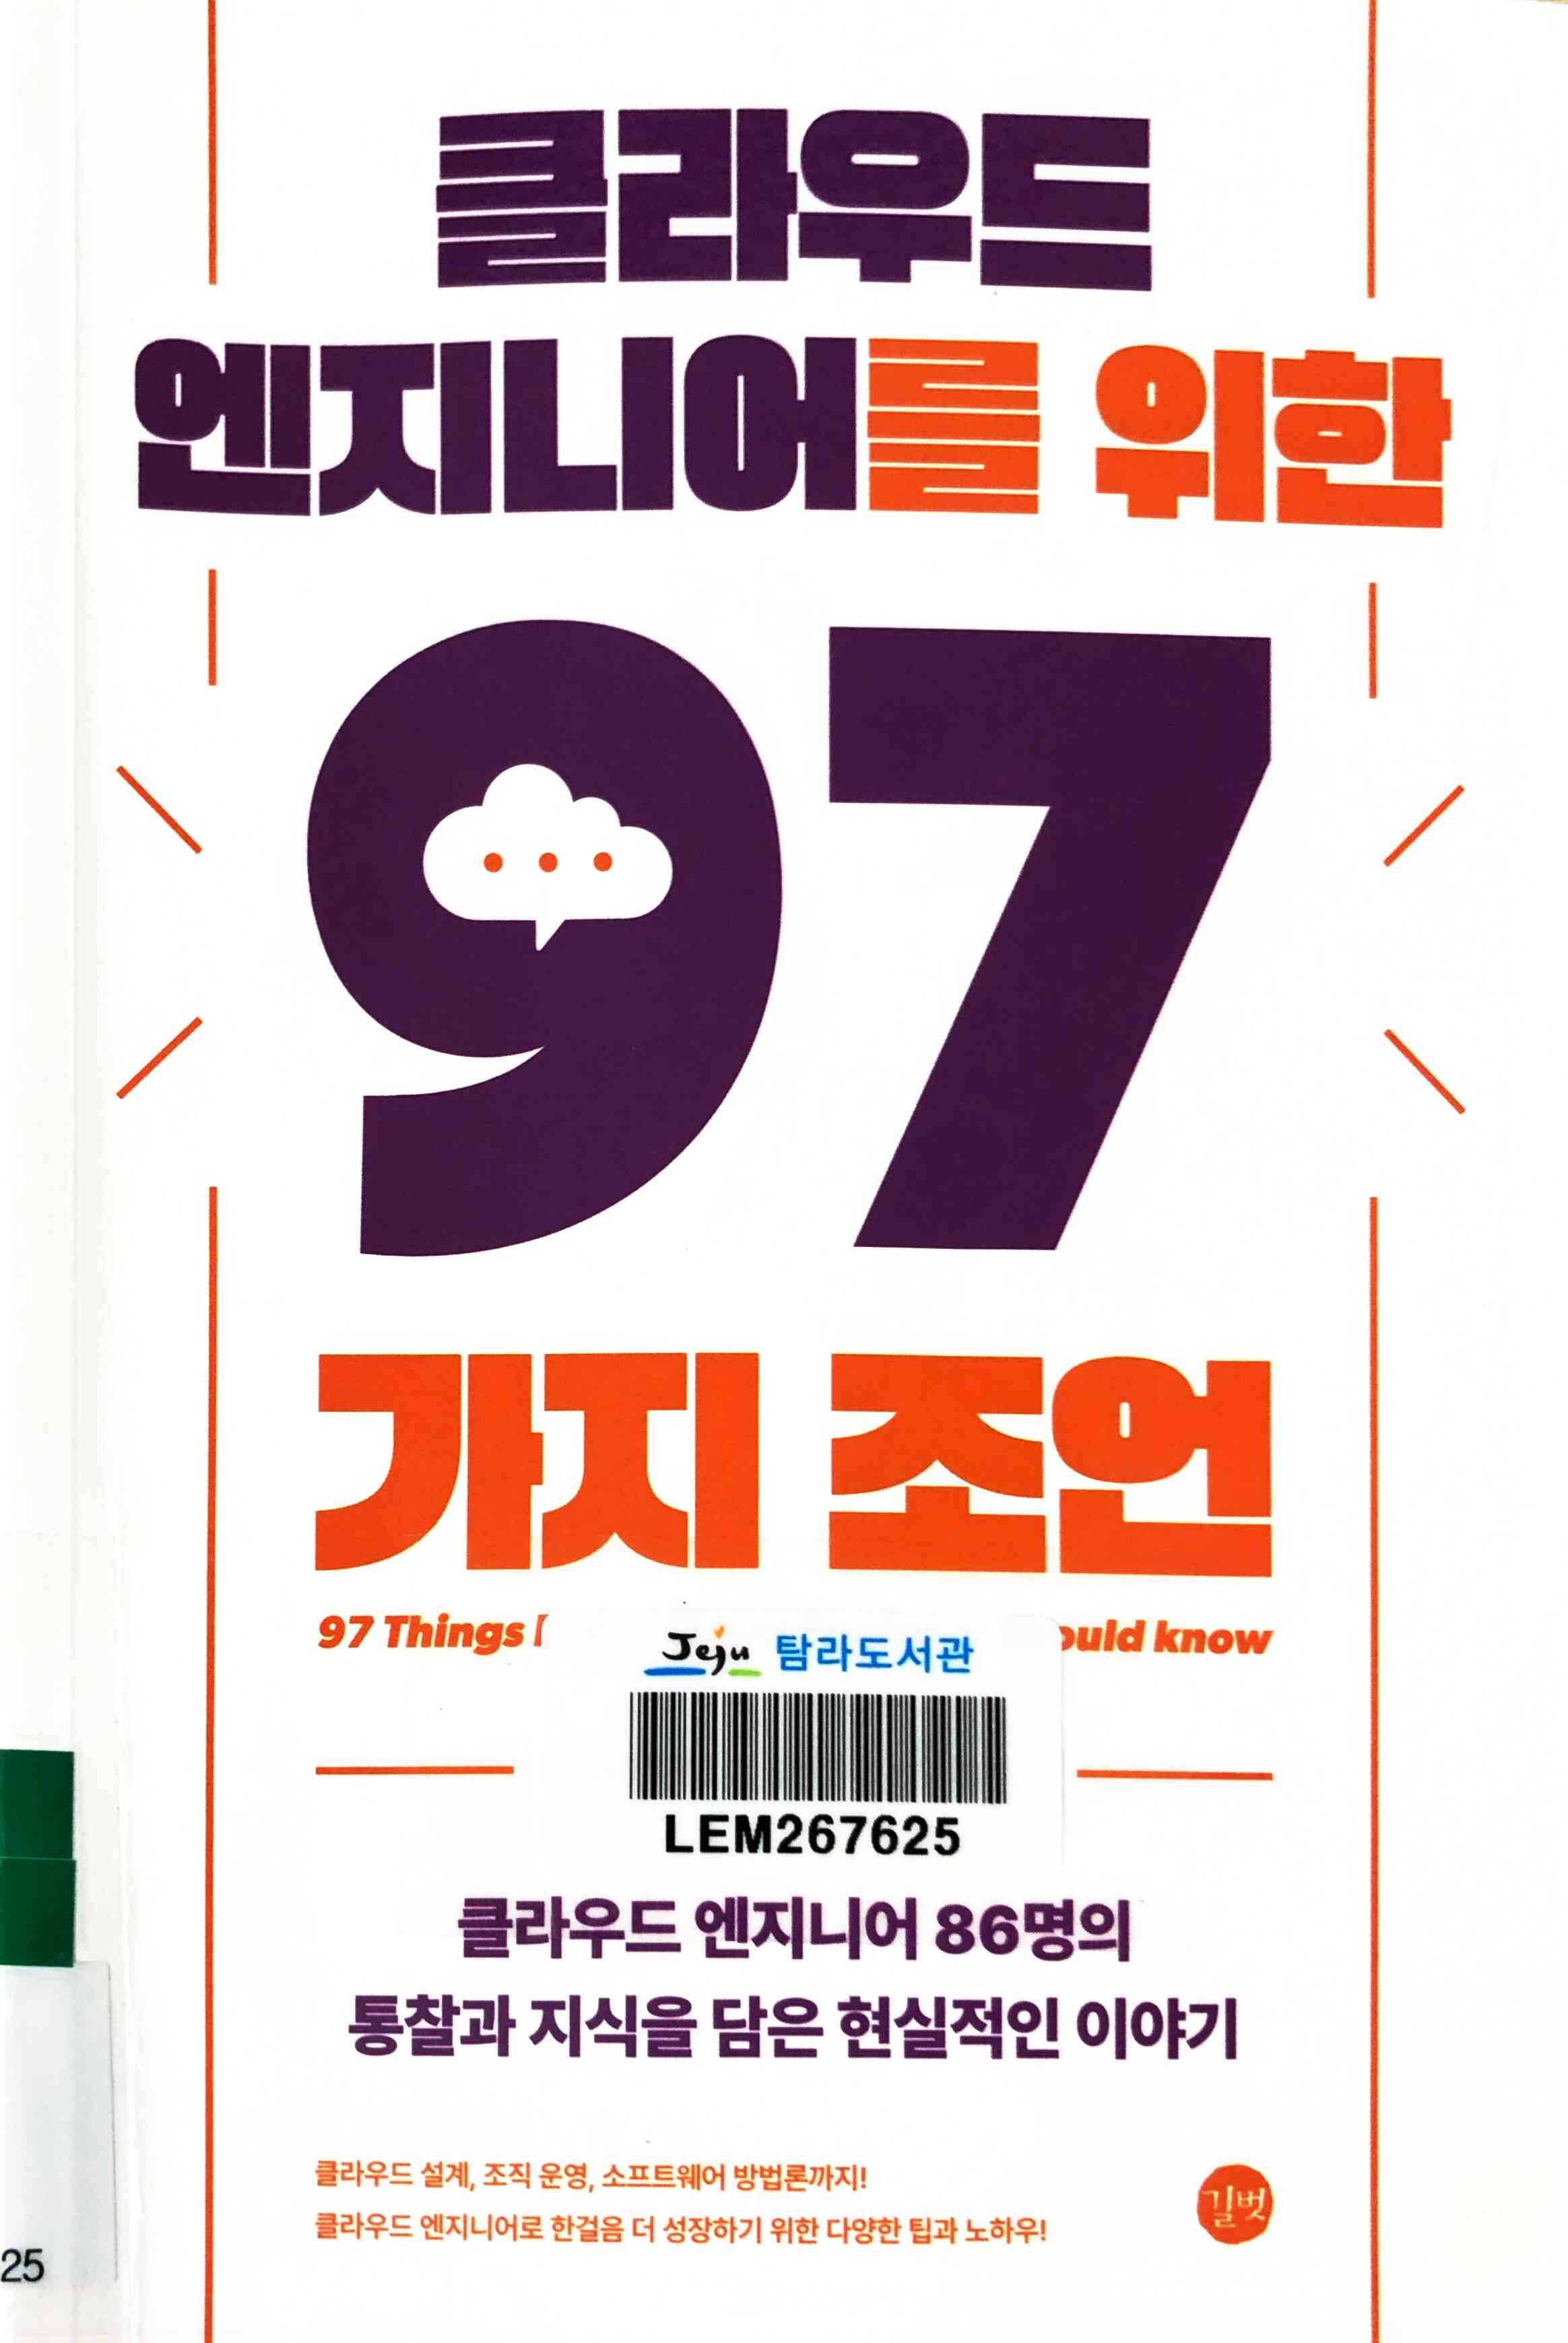 클라우드
엔지니어를 위한
97
가지 조언
97 Things know
Jeju 탐라도서관
LEM267625
클라우드 엔지니어 86명의
통찰과 지식을 담은 현실적인 이야기
클라우드 설계, 조직 운영, 소프트웨어 방법론까지!
클라우드 엔지니어로 한걸음 더 성장하기 위한 다양한 팁과 노하우!
길벗
25